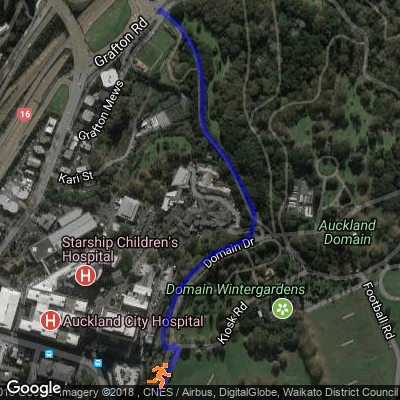 Grafton Rd
16
Grafton Mews
Kari St
Starship Children's
Hospital
H
Auckland
Domain
Domain Dr
Domain Wintergardens
H
Auckland City Hospital
Kiosk Rd
Football Rd
Google
Imagery ©2018 , CNES / Airbus, DigitalGlobe, Waikato District Council